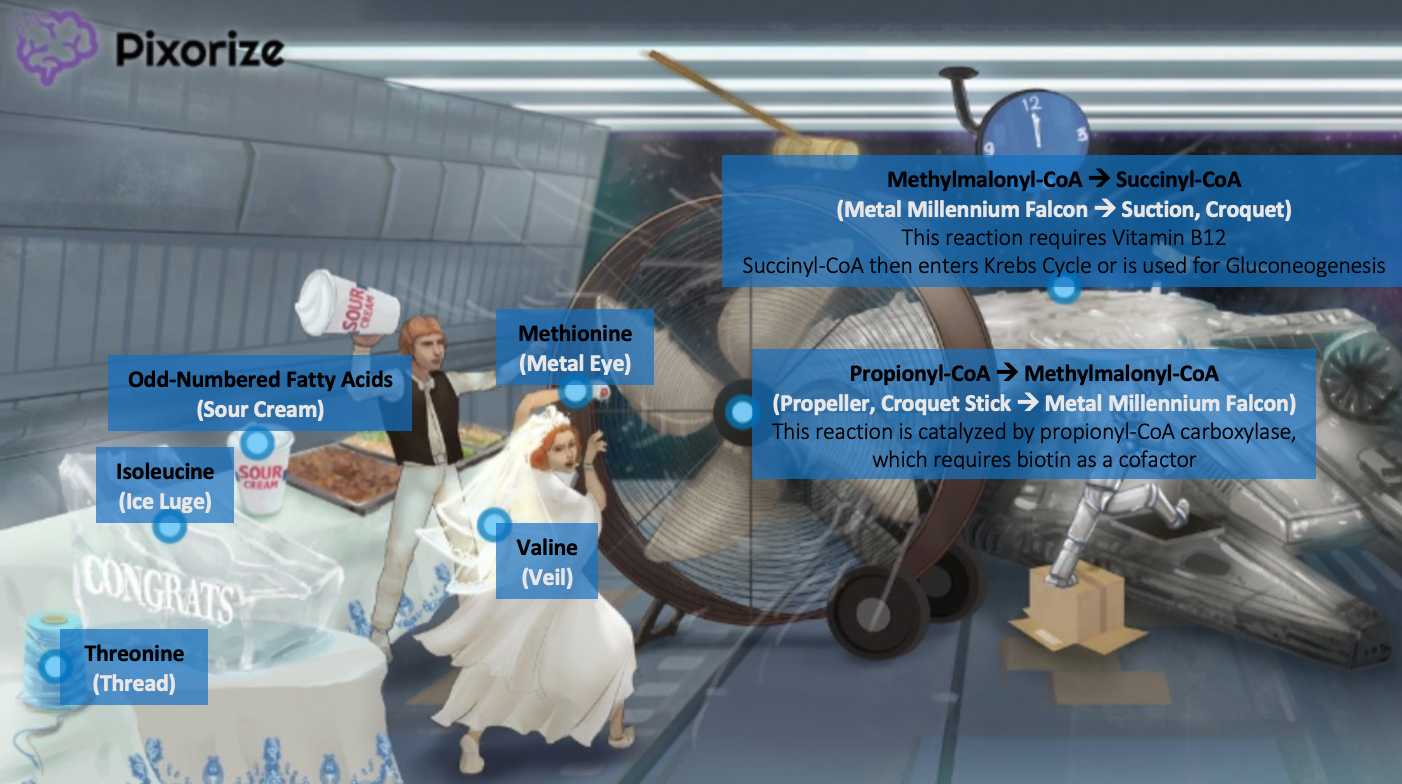 Pixorize
12
3
9
Methylmalonyl-CoA → Succinyl-CoA
(Metal Millennium Falcon → Suction, Croquet)
This reaction requires Vitamin B12
Succinyl-CoA then enters Krebs Cycle or is used for Gluconeogenesis
SOUR
CREAM
Methionine
(Metal Eye)
Odd-Numbered Fatty Acids
(Sour Cream)
Propionyl-CoA → Methylmalonyl-CoA
(Propeller, Croquet Stick → Metal Millennium Falcon)
This reaction is catalyzed by propionyl-CoA carboxylase,
which requires biotin as a cofactor
Isoleucine
(Ice Luge)
SOUR
CREAM
Valine
(Veil)
CONGRATS
Threonine
(Thread)